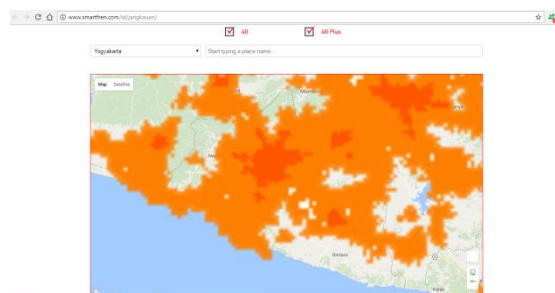 www.smartfren.com/id/jangkauan/
4G 4G Plus
Yogyakarta Start typing a place name...
Map Satellite